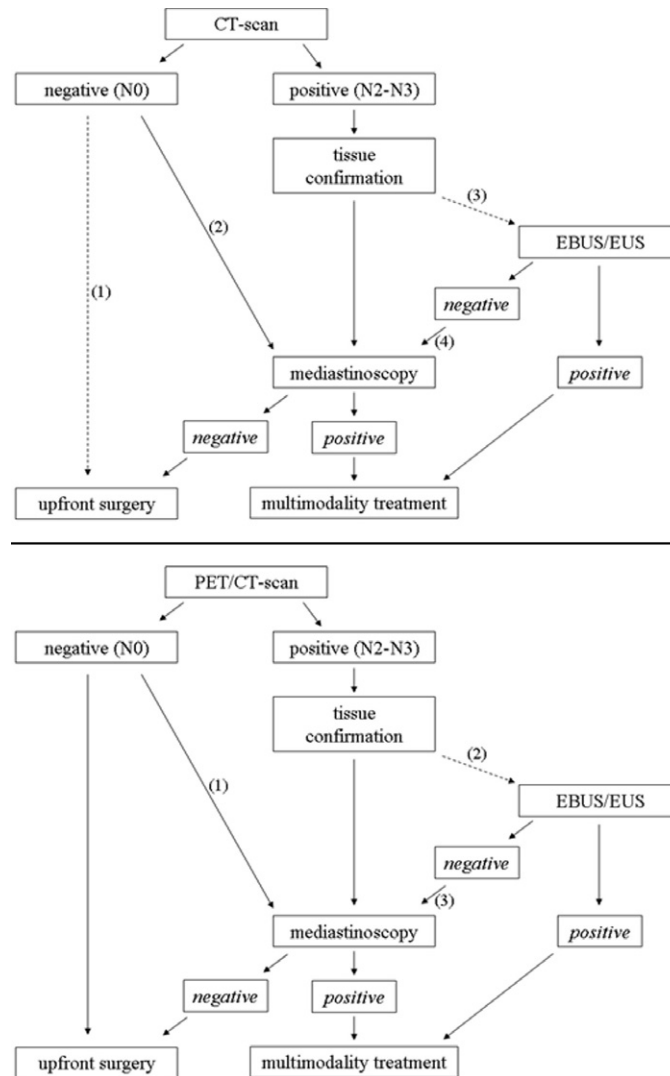 CT-scan
negative (N0)
positive (N2-N3)
tissue
confirmation
(3)
(2)
EBUS/EUS
(1)
negative
(4)
mediastinoscopy
positive
negative
positive
upfront surgery
multimodality treatment
PET/CT-scan
negative (N0)
positive (N2-N3)
tissue
confirmation
(2)
(1)
EBUS/EUS
negative
(3)
mediastinoscopy
positive
negative
positive
upfront surgery
multimodality treatment